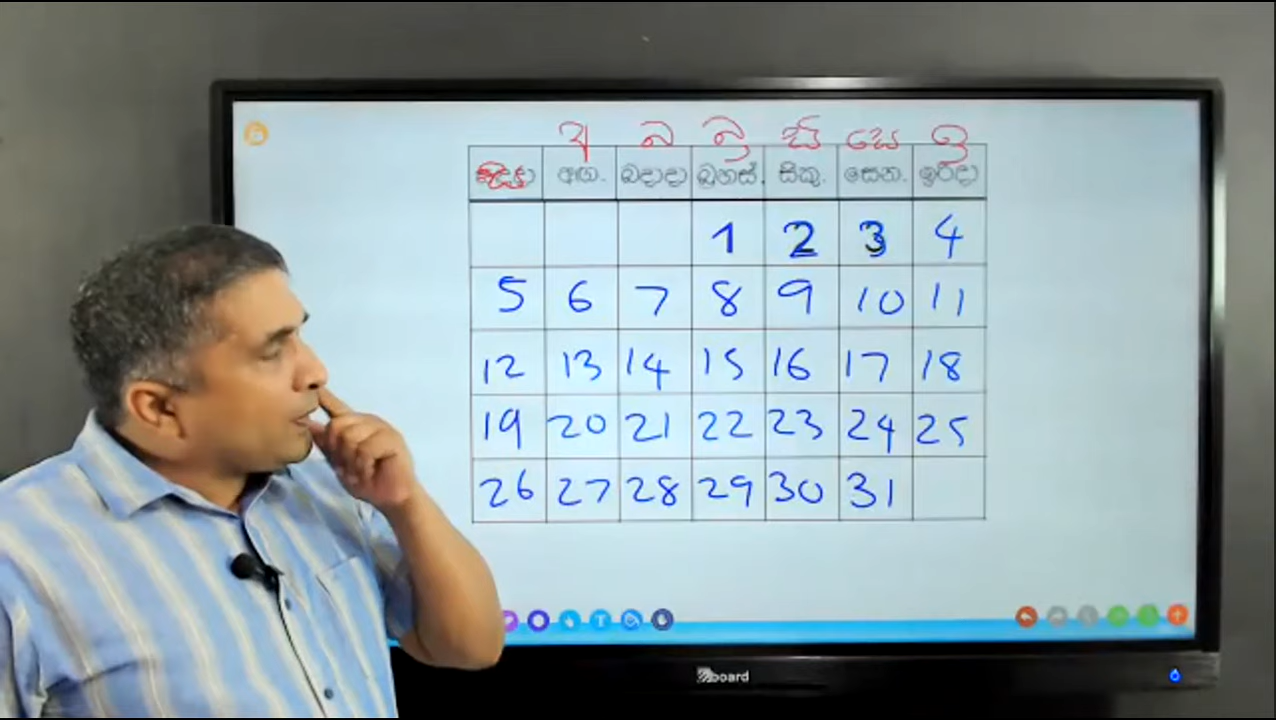 අ බ බ්‍ර සි සෙ ඉ
අඟ. බදාදා බ්‍රහස්. සිකු. සෙන. ඉරිදා
1 2 3 4
5 6 7 8 9 10 11
12 13 14 15 16 17 18
19 20 21 22 23 24 25
26 27 28 29 30 31
board